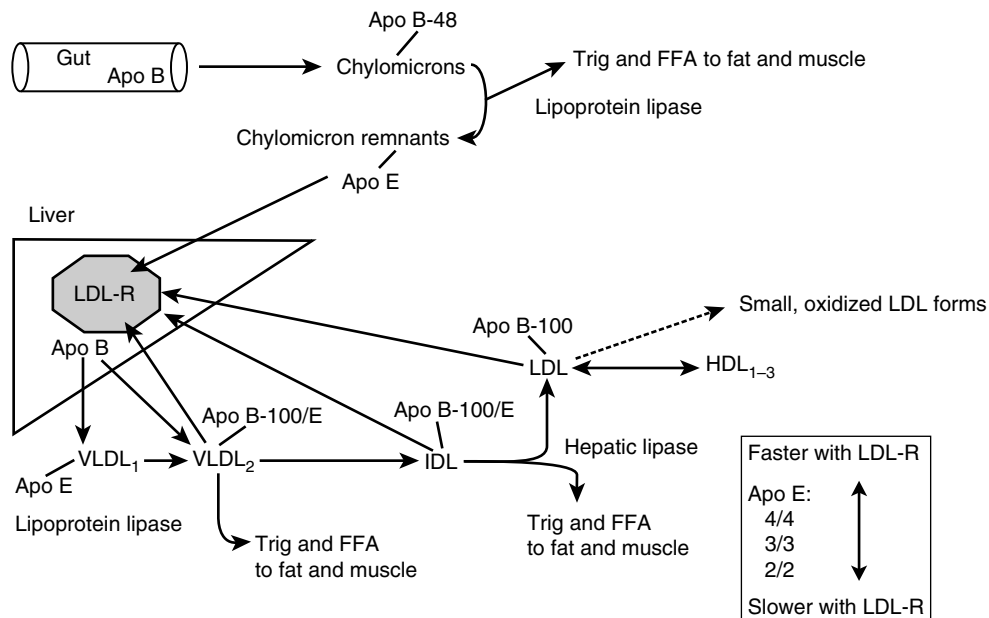 Apo B-48
Gut
Apo B
Chylomicrons
Trig and FFA to fat and muscle
Lipoprotein lipase
Chylomicron remnants
Apo E
Liver
LDL-R
Apo B
Apo B-100
LDL
Small, oxidized LDL forms
HDL1–3
Apo B-100/E
Apo B-100/E
VLDL1
VLDL2
IDL
Hepatic lipase
Apo E
Lipoprotein lipase
Trig and FFA
to fat and muscle
Trig and FFA
to fat and muscle
Faster with LDL-R
Apo E:
4/4
3/3
2/2
Slower with LDL-R